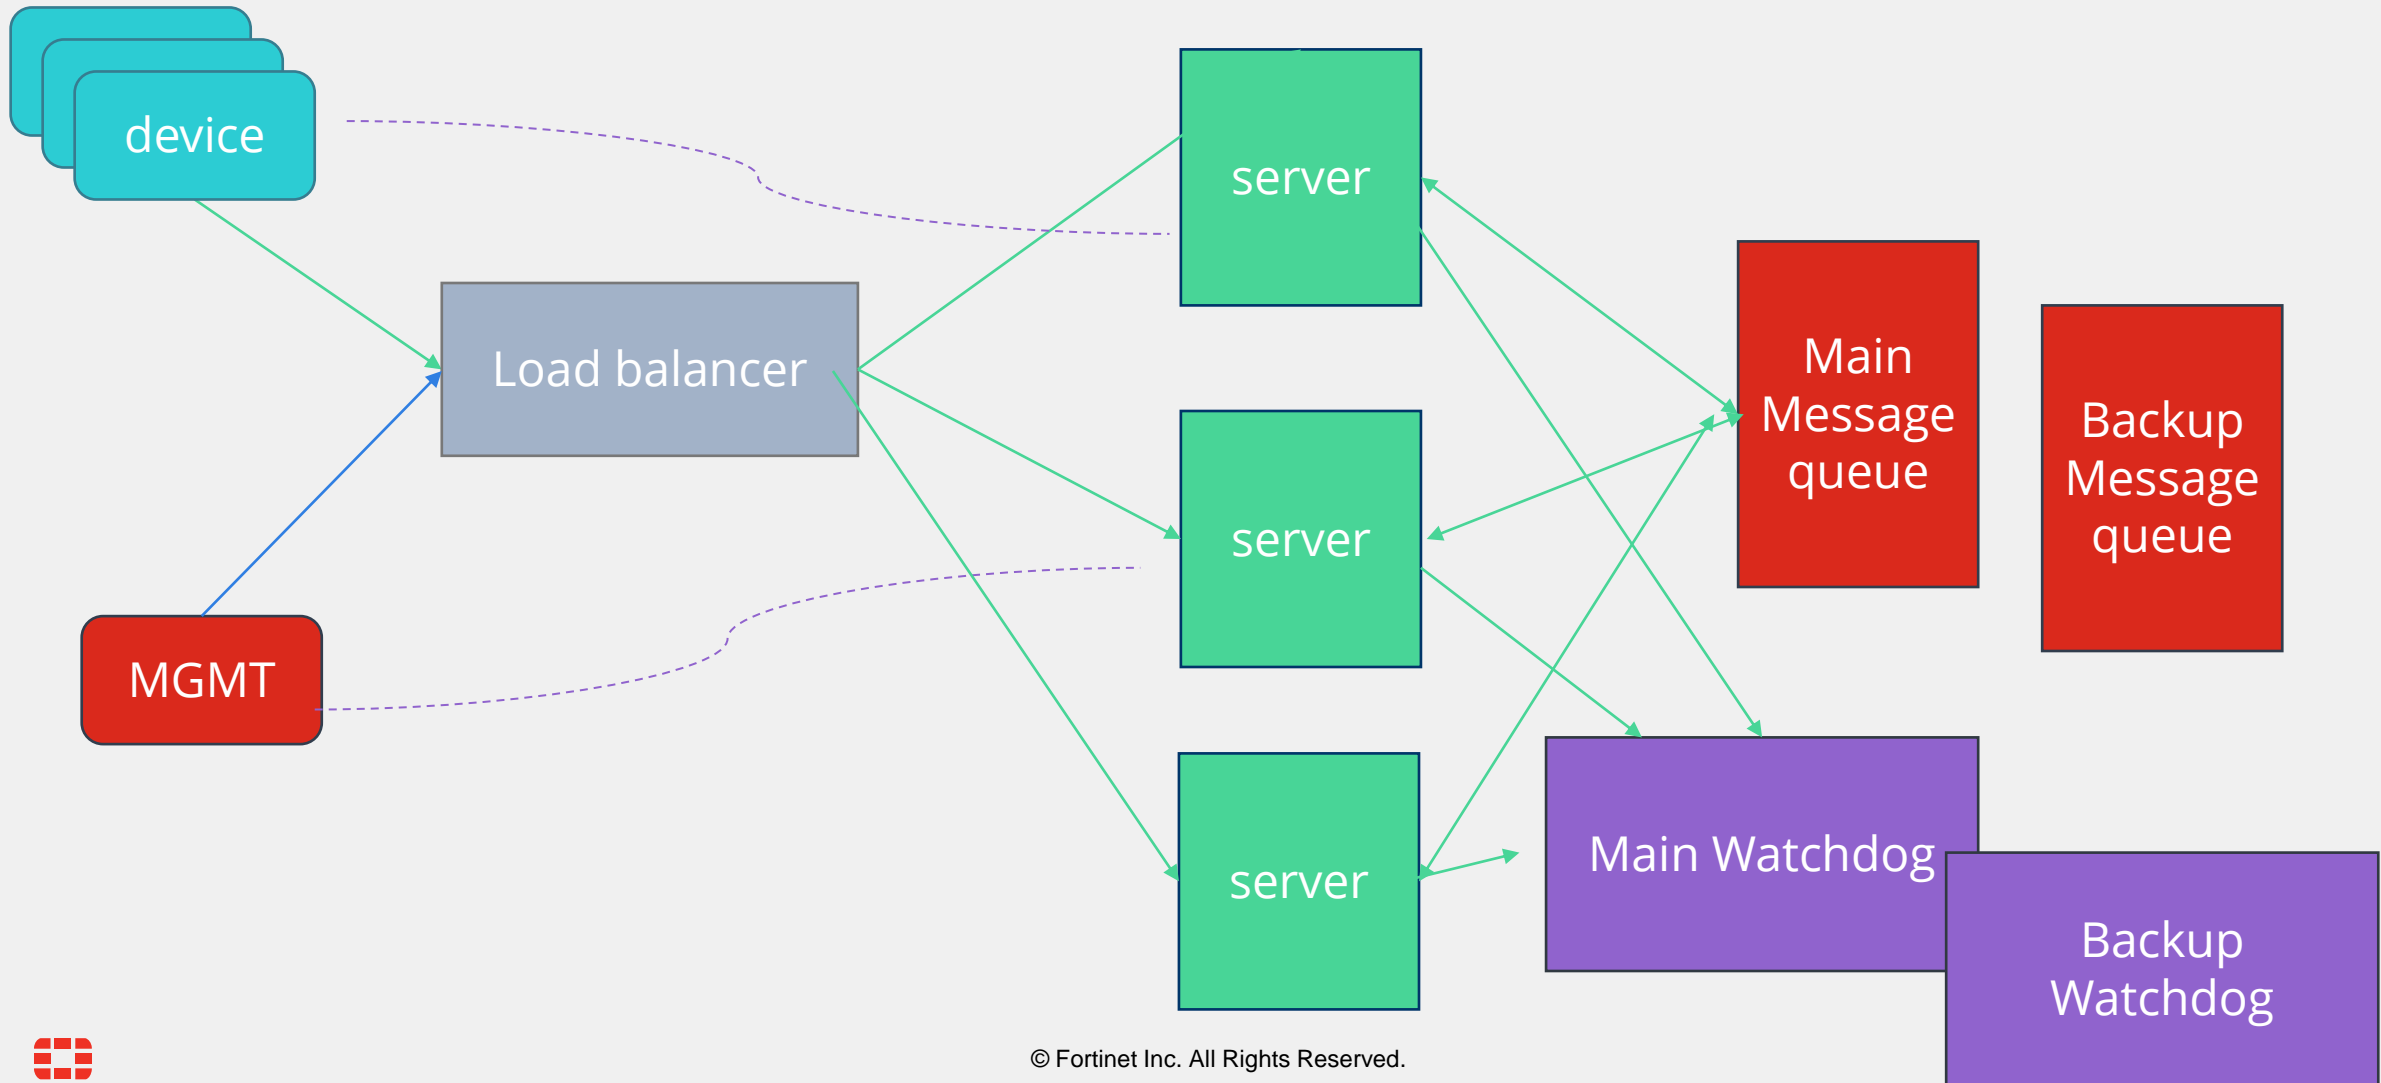 device
server
Load balancer
Main
Message
queue
Backup
Message
queue
server
MGMT
server
Main Watchdog
Backup
Watchdog
© Fortinet Inc. All Rights Reserved.